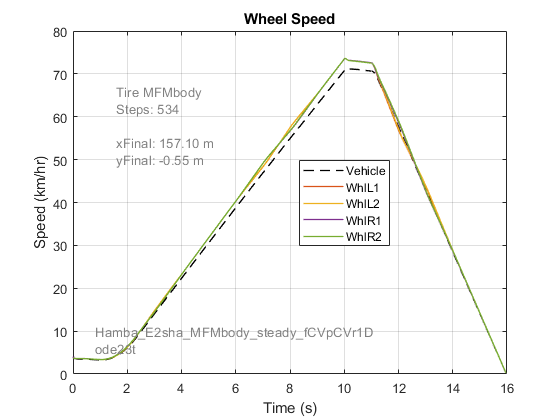 Wheel Speed
80
70
60
50
40
30
20
10
0
Speed (km/hr)
Tire MFMbody
Steps: 534
xFinal: 157.10 m
yFinal: -0.55 m
Vehicle
WhlL1
WhlL2
WhlR1
WhlR2
Hamba_E2sha_MFMbody_steady_fCVpCVr1D
ode23t
0 2 4 6 8 10 12 14 16
Time (s)